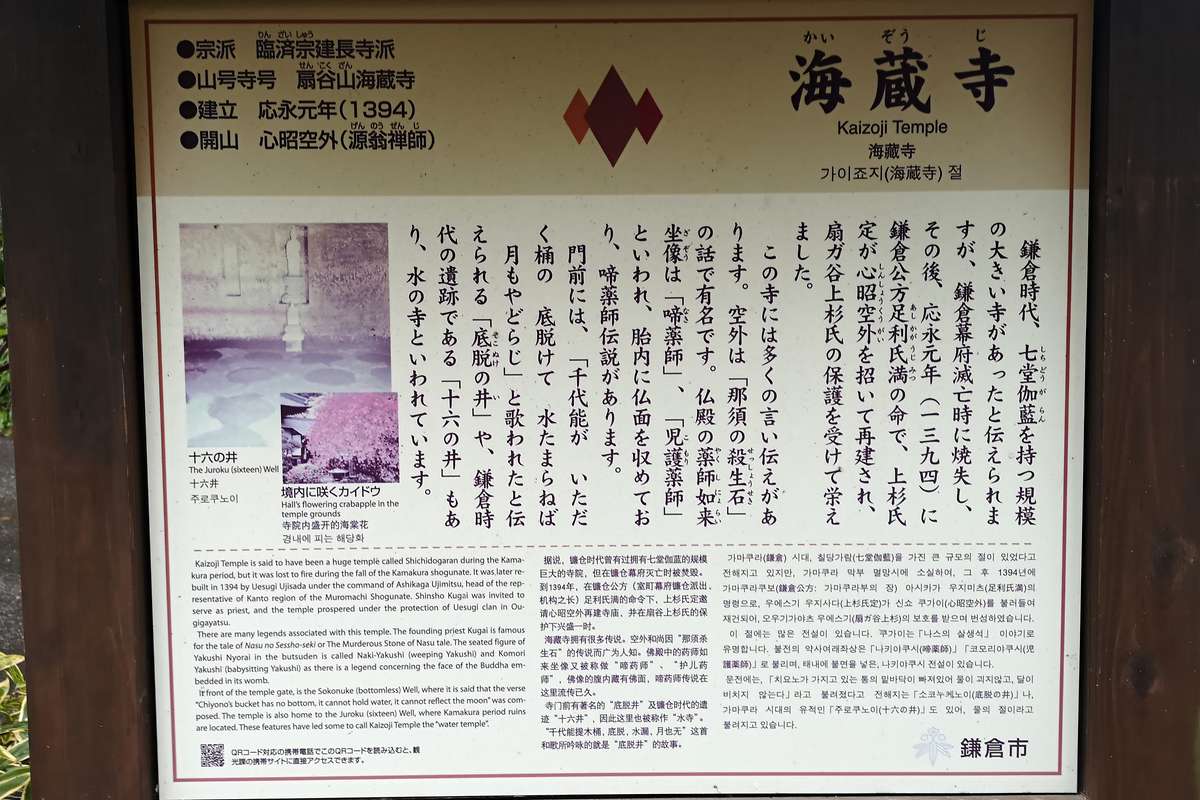 ●宗派　臨済宗建長寺派
●山号寺号　扇谷山海蔵寺
●建立　応永元年(1394)
●開山　心昭空外(源翁禅師)
海蔵寺
Kaizoji Temple
海藏寺
가이죠지(海蔵寺) 절
鎌倉時代、七堂伽藍を持つ規模
の大きい寺があったと伝えられま
すが、鎌倉幕府滅亡時に焼失し、
その後、応永元年（一三九四）に
鎌倉公方足利氏満の命で、上杉氏
定が心昭空外を招いて再建され、
扇ガ谷上杉氏の保護を受けて栄え
ました。
この寺には多くの言い伝えがあ
ります。空外は「那須の殺生石」
の話で有名です。仏殿の薬師如来
坐像は「啼薬師」、「児護薬師」
といわれ、胎内に仏面を収めてお
り、啼薬師伝説があります。
門前には、「千代能が　いただ
く桶の　底脱けて　水たまらねば
月もやどらじ」と歌われたと伝
えられる「底脱の井」や、鎌倉時
代の遺跡である「十六の井」もあ
り、水の寺といわれています。
十六の井
The Juroku (sixteen) Well
十六井
주로쿠노이
境内に咲くカイドウ
Hall's flowering crabapple in the
temple grounds
寺院内盛开的海棠花
경내에 피는 해당화
Kaizoji Temple is said to have been a huge temple called Shichidogaran during the Kama-
kura period, but it was lost to fire during the fall of the Kamakura shogunate. It was later re-
built in 1394 by Uesugi Ujisada under the command of Ashikaga Ujimitsu, head of the rep-
resentative of Kanto region of the Muromachi Shogunate. Shinsho Kugai was invited to
serve as priest, and the temple prospered under the protection of Uesugi clan in Ou-
gigayatsu.
There are many legends associated with this temple. The founding priest Kugai is famous
for the tale of Nasu no Sessho-seki or The Murderous Stone of Nasu tale. The seated figure of
Yakushi Nyorai in the butsuden is called Naki-Yakushi (weeping Yakushi) and Komori
Yakushi (babysitting Yakushi) as there is a legend concerning the face of the Buddha em-
bedded in its womb.
In front of the temple gate, is the Sokonuke (bottomless) Well, where it is said that the verse
"Chiyono's bucket has no bottom, it cannot hold water, it cannot reflect the moon" was com-
posed. The temple is also home to the Juroku (sixteen) Well, where Kamakura period ruins
are located. These features have led some to call Kaizoji Temple the "water temple".
据说，镰仓时代曾有过拥有七堂伽蓝的规模
巨大的寺院，但在镰仓幕府灭亡时被焚毁。
到1394年，在镰仓公方（室町幕府镰仓派出
机构之长）足利氏满的命令下，上杉氏定邀
请心昭空外再建寺庙，并在扇谷上杉氏的保
护下兴盛一时。
海藏寺拥有很多传说。空外和尚因“那须杀
生石”的传说而广为人知。佛殿中的药师如
来坐像又被称做“啼药师”、“护儿药
师”，佛像的腹内藏有佛面，啼药师传说在
这里流传已久。
寺门前有著名的“底脱井”及镰仓时代的遗
迹“十六井”，因此这里也被称作“水寺”。
“千代能提木桶，底脱，水漏，月也无”这首
和歌所吟咏的就是“底脱井”的故事。
가마쿠라(鎌倉) 시대, 칠당가람(七堂伽藍)을 가진 큰 규모의 절이 있었다고
전해지고 있지만, 가마쿠라 막부 멸망시에 소실하여, 그 후 1394년에
가마쿠라쿠보(鎌倉公方: 가마쿠라부의 장) 아시카가 우지미츠(足利氏満)의
명령으로, 우에스기 우지사다(上杉氏定)가 신쇼 쿠가이(心昭空外)를 불러들여
재건되어, 오우기가야츠 우에스기(扇ガ谷上杉)의 보호를 받으며 번성하였습니다.
이 절에는 많은 전설이 있습니다. 쿠가이는「나스의 살생석」 이야기로
유명합니다. 불전의 약사여래좌상은「나키야쿠시(啼薬師)」「코모리야쿠시(児
護薬師)」로 불리며, 태내에 불면을 넣은, 나키야쿠시 전설이 있습니다.
문전에는,「치요노가 가지고 있는 통의 밑바닥이 빠져있어 물이 괴지않고, 달이
비치지 않는다」라고 불려졌다고 전해지는「소코누케노이(底脱の井)」나,
가마쿠라 시대의 유적인「주로쿠노이(十六の井)」도 있어, 물의 절이라고
불려지고 있습니다.
QRコード対応の携帯電話でこのQRコードを読み込むと、観
光課の携帯サイトに直接アクセスできます。
鎌倉市